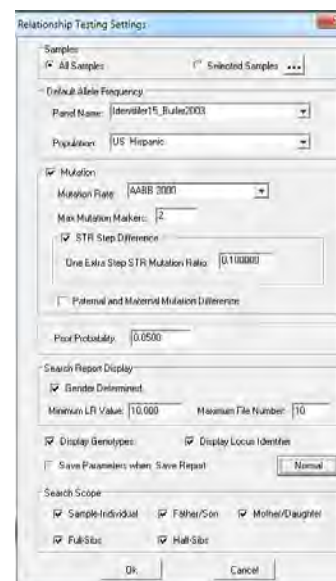 Relationship Testing Settings
Samples
All Samples
Selected Samples ...
Default Allele Frequency
Panel Name: Identifiler15_Butler2003
Population: US Hispanic
Mutation
Mutation Rate: AABB 2000
Max Mutation Markers: 2
STR Step Difference
One Extra Step STR Mutation Ratio: 0.100000
Paternal and Maternal Mutation Difference
Prior Probability: 0.0500
Search Report Display
Gender Determined
Minimum LR Value: 10.000 Maximum File Number: 10
Display Genotypes Display Locus Identifier
Save Parameters when Save Report Normal
Search Scope
Sample-Individual Father/Son Mother/Daughter
Full-Sibs Half-Sibs
Ok Cancel